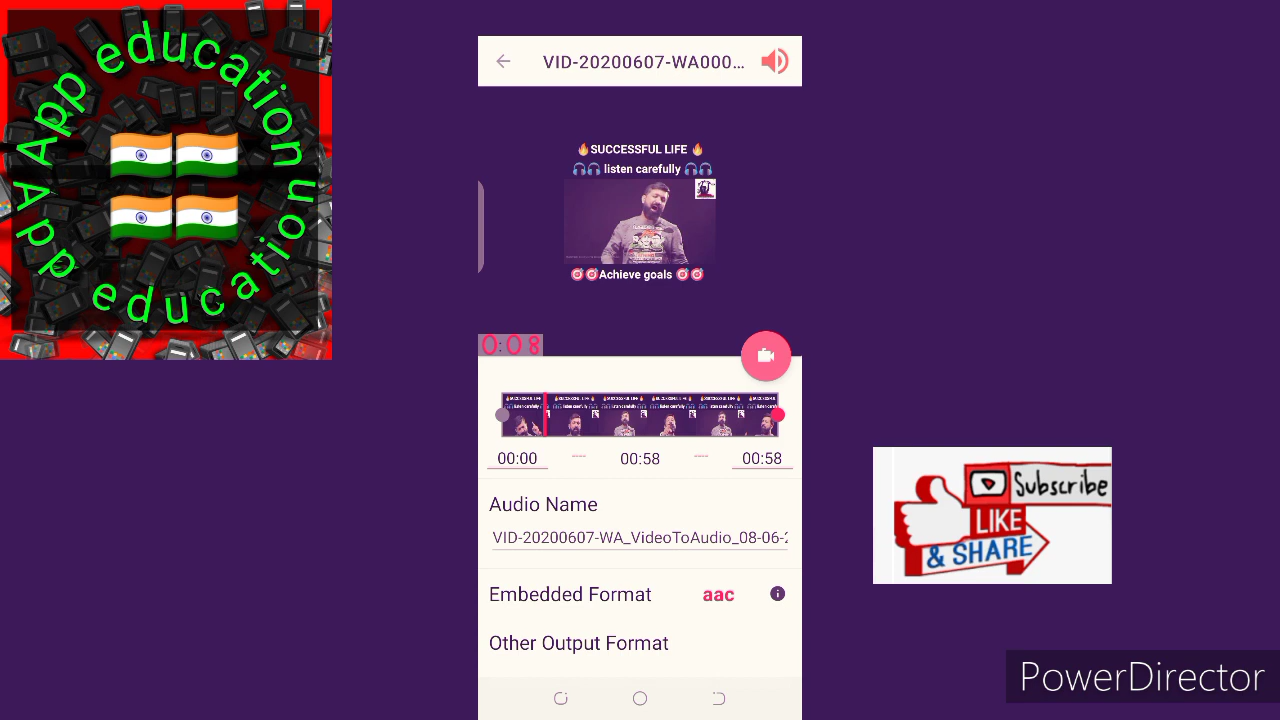 App education
App education
VID-20200607-WA000...
🔥SUCCESSFUL LIFE 🔥
🎧🎧 listen carefully 🎧🎧
🎯🎯Achieve goals 🎯🎯
0:08
00:00 --- 00:58 --- 00:58
Audio Name
VID-20200607-WA_VideoToAudio_08-06-2
Embedded Format aac
Other Output Format
Subscribe
LIKE
& SHARE
PowerDirector